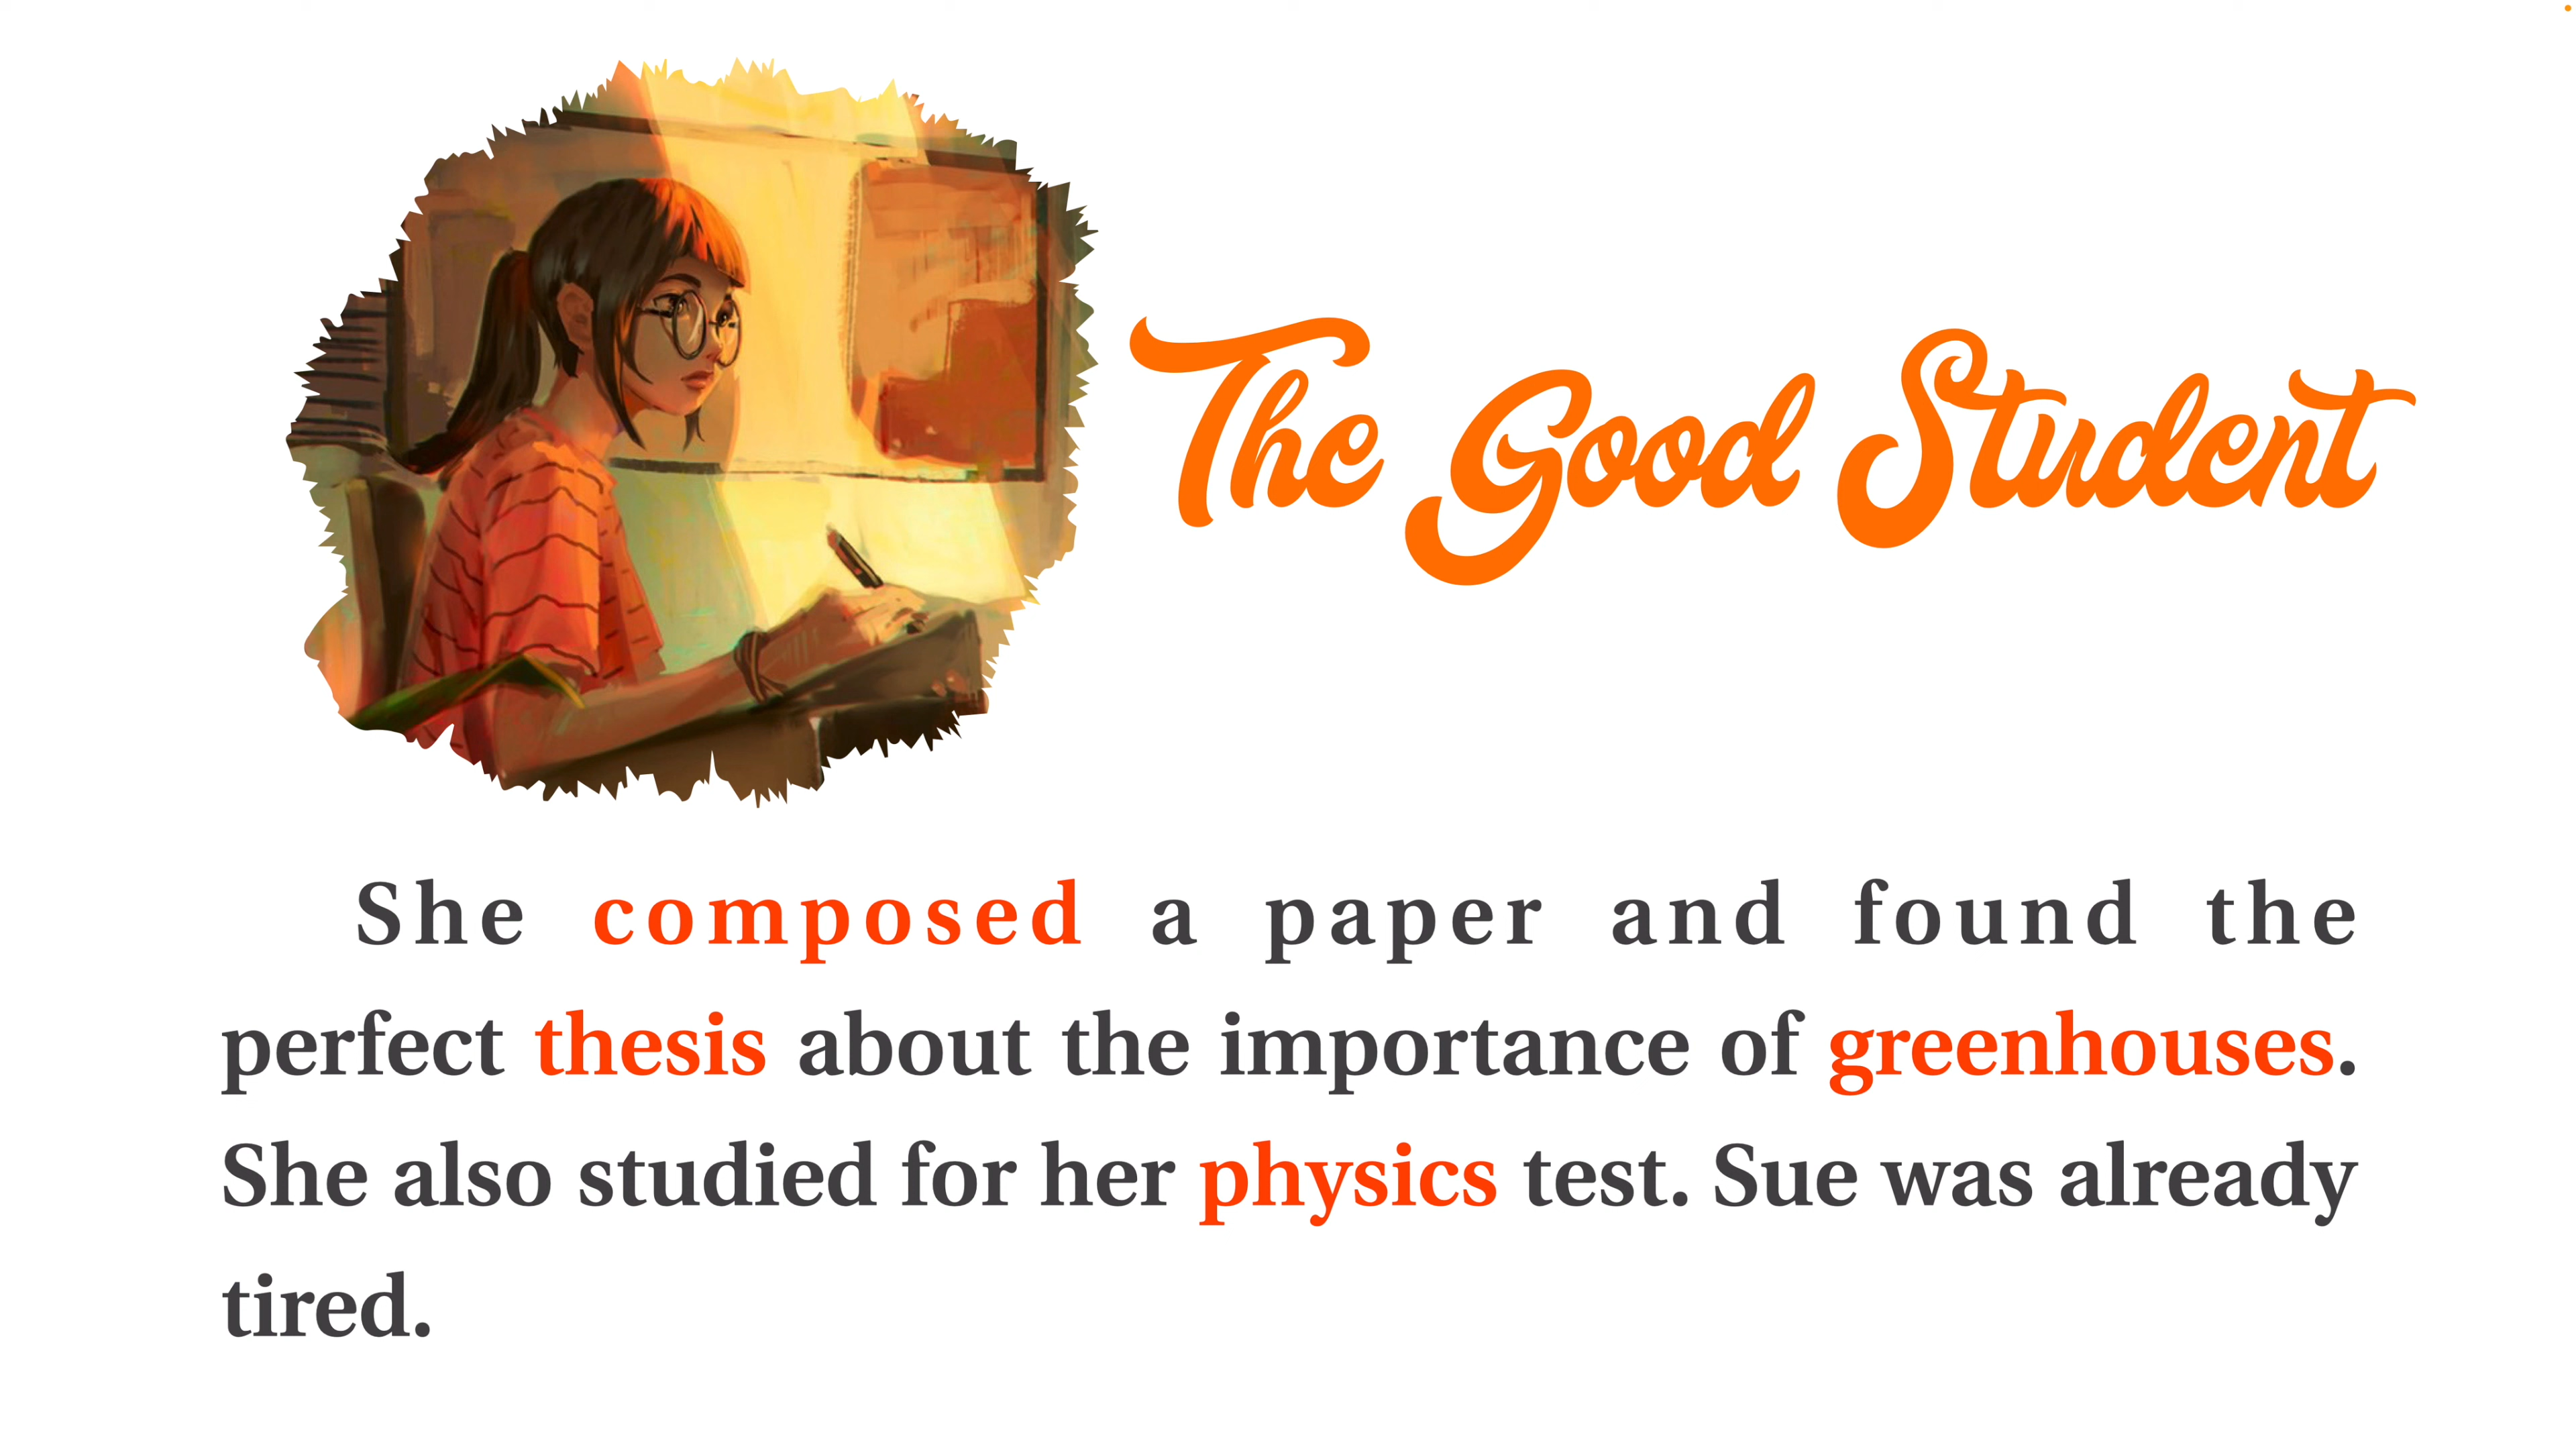 The Good Student
She composed a paper and found the
perfect thesis about the importance of greenhouses.
She also studied for her physics test. Sue was already
tired.